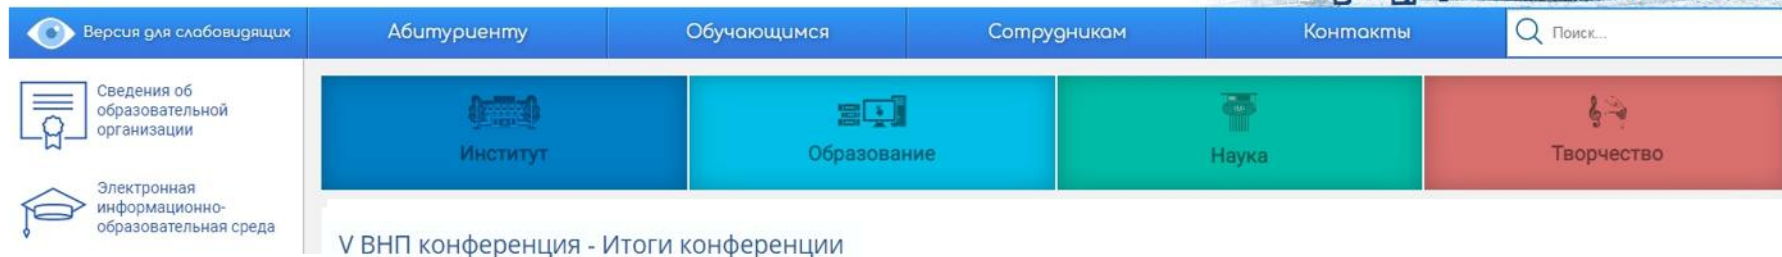 Версия для слабовидящих
Абитуриенту
Обучающимся
Сотрудникам
Контакты
Поиск...
Сведения об
образовательной
организации
Институт
Образование
Наука
Творчество
Электронная
информационно-
образовательная среда
V ВНП конференция - Итоги конференции